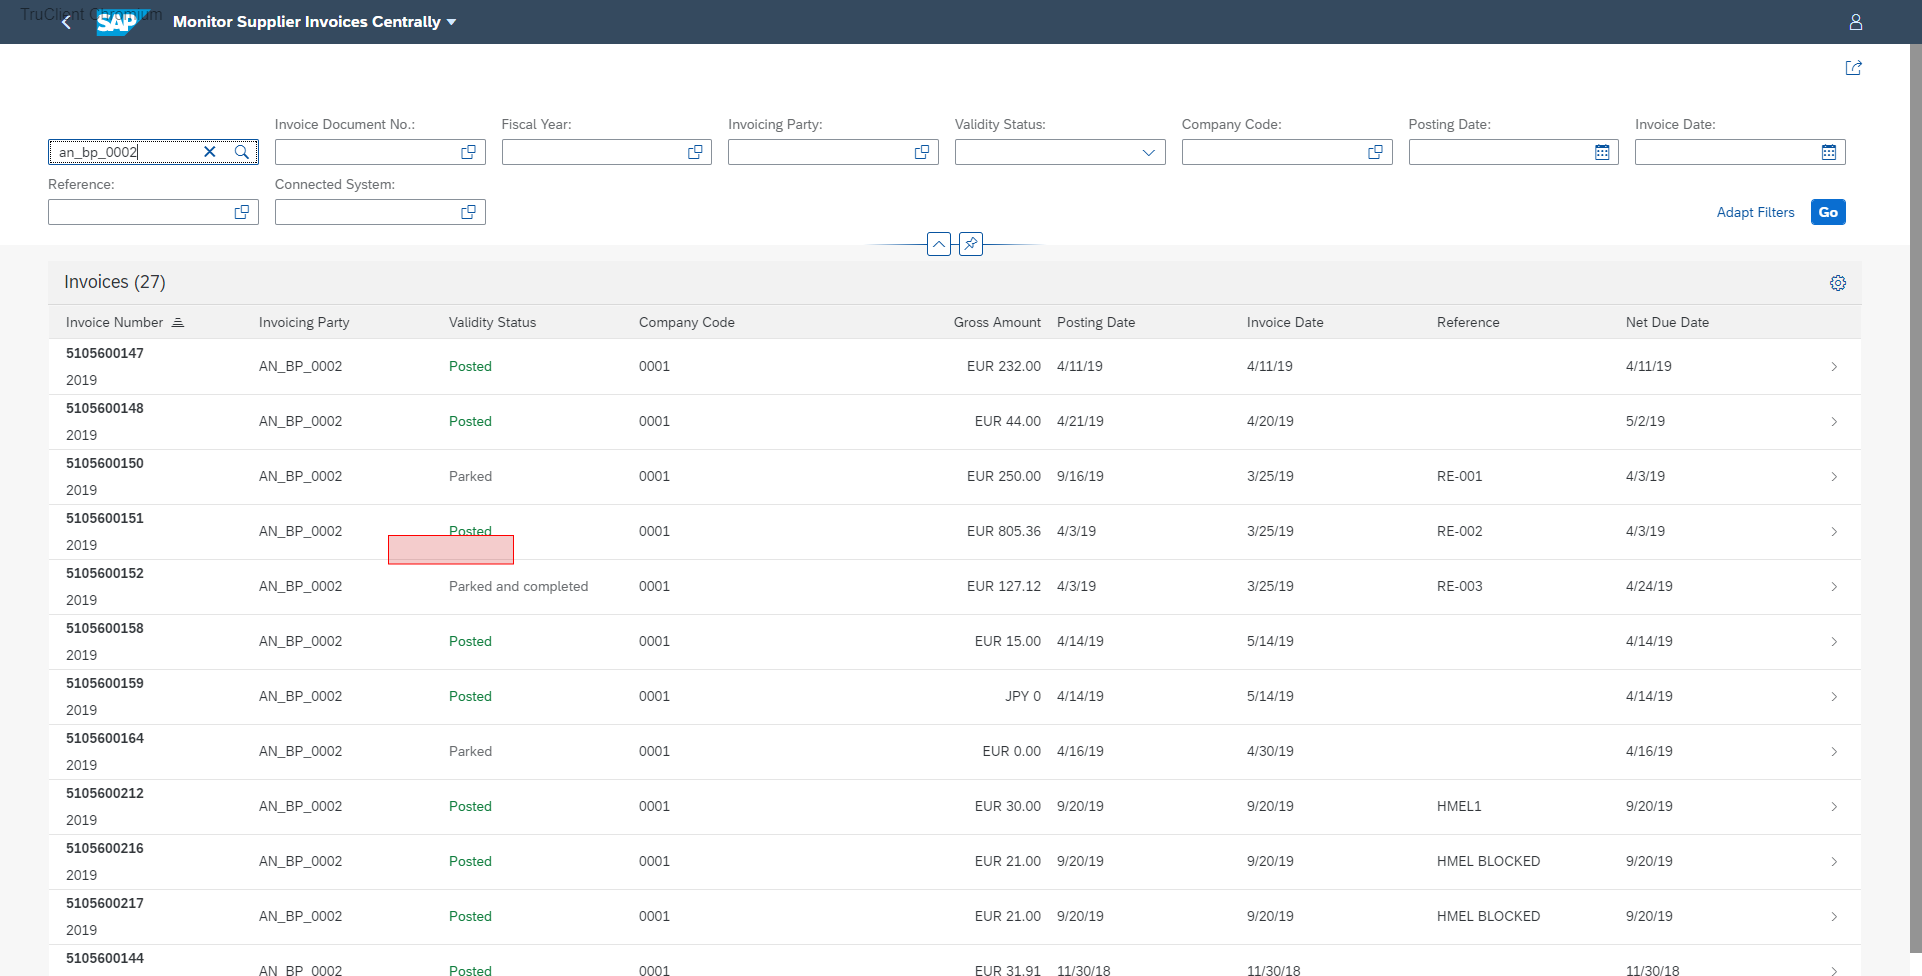 TruClient Chromium
SAP Monitor Supplier Invoices Centrally
Invoice Document No.: Fiscal Year: Invoicing Party: Validity Status: Company Code: Posting Date: Invoice Date:
an_bp_0002
Reference: Connected System:
Adapt Filters Go
Invoices (27)
Invoice Number Invoicing Party Validity Status Company Code Gross Amount Posting Date Invoice Date Reference Net Due Date
5105600147
2019 AN_BP_0002 Posted 0001 EUR 232.00 4/11/19 4/11/19 4/11/19
5105600148
2019 AN_BP_0002 Posted 0001 EUR 44.00 4/21/19 4/20/19 5/2/19
5105600150
2019 AN_BP_0002 Parked 0001 EUR 250.00 9/16/19 3/25/19 RE-001 4/3/19
5105600151
2019 AN_BP_0002 Posted 0001 EUR 805.36 4/3/19 3/25/19 RE-002 4/3/19
5105600152
2019 AN_BP_0002 Parked and completed 0001 EUR 127.12 4/3/19 3/25/19 RE-003 4/24/19
5105600158
2019 AN_BP_0002 Posted 0001 EUR 15.00 4/14/19 5/14/19 4/14/19
5105600159
2019 AN_BP_0002 Posted 0001 JPY 0 4/14/19 5/14/19 4/14/19
5105600164
2019 AN_BP_0002 Parked 0001 EUR 0.00 4/16/19 4/30/19 4/16/19
5105600212
2019 AN_BP_0002 Posted 0001 EUR 30.00 9/20/19 9/20/19 HMEL1 9/20/19
5105600216
2019 AN_BP_0002 Posted 0001 EUR 21.00 9/20/19 9/20/19 HMEL BLOCKED 9/20/19
5105600217
2019 AN_BP_0002 Posted 0001 EUR 21.00 9/20/19 9/20/19 HMEL BLOCKED 9/20/19
5105600144
AN_BP_0002 Posted 0001 EUR 31.91 11/30/18 11/30/18 11/30/18